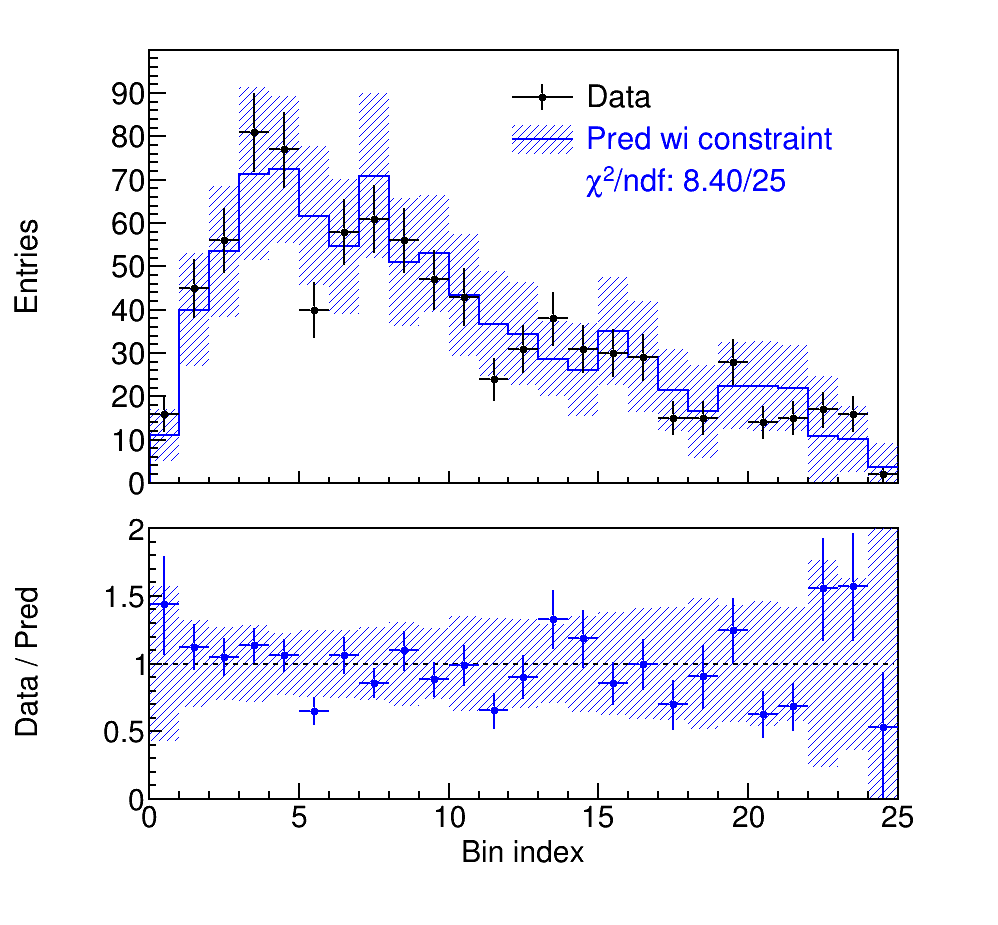 Entries
90
80
70
60
50
40
30
20
10
0
Data
Pred wi constraint
χ²/ndf: 8.40/25
Data / Pred
2
1.5
1
0.5
0
0 5 10 15 20 25
Bin index